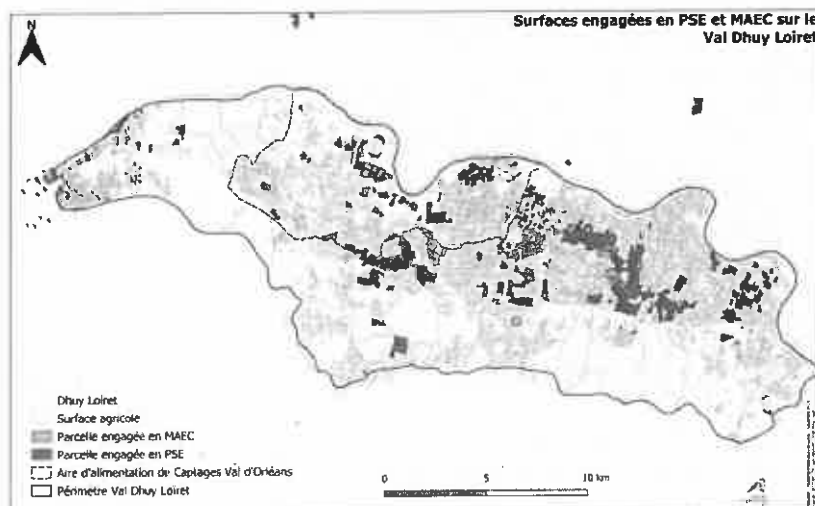 Surfaces engagées en PSE et MAEC sur le
Val Dhuy Loiret
N
Dhuy Loiret
Surface agricole
Parcelle engagée en MAEC
Parcelle engagée en PSE
Aire d'alimentation de Captages Val d'Orléans
Périmètre Val Dhuy Loiret
0 5 10 km